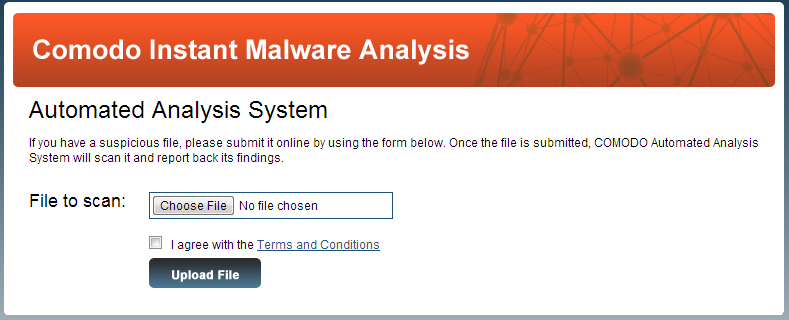 Comodo Instant Malware Analysis
Automated Analysis System
If you have a suspicious file, please submit it online by using the form below. Once the file is submitted, COMODO Automated Analysis
System will scan it and report back its findings.
File to scan: Choose File No file chosen
I agree with the Terms and Conditions
Upload File